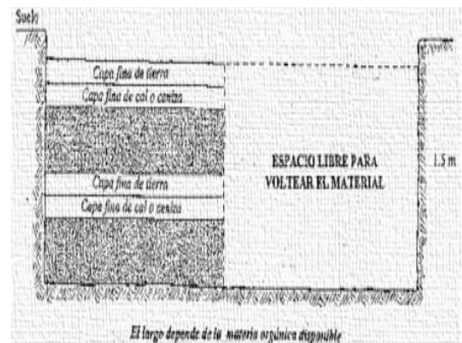 Suelo
Capa fina de tierra
Capa fina de cal o ceniza
ESPACIO LIBRE PARA
VOLTEAR EL MATERIAL
1.5 m
Capa fina de tierra
Capa fina de cal o ceniza
El largo depende de la materia orgánica disponible